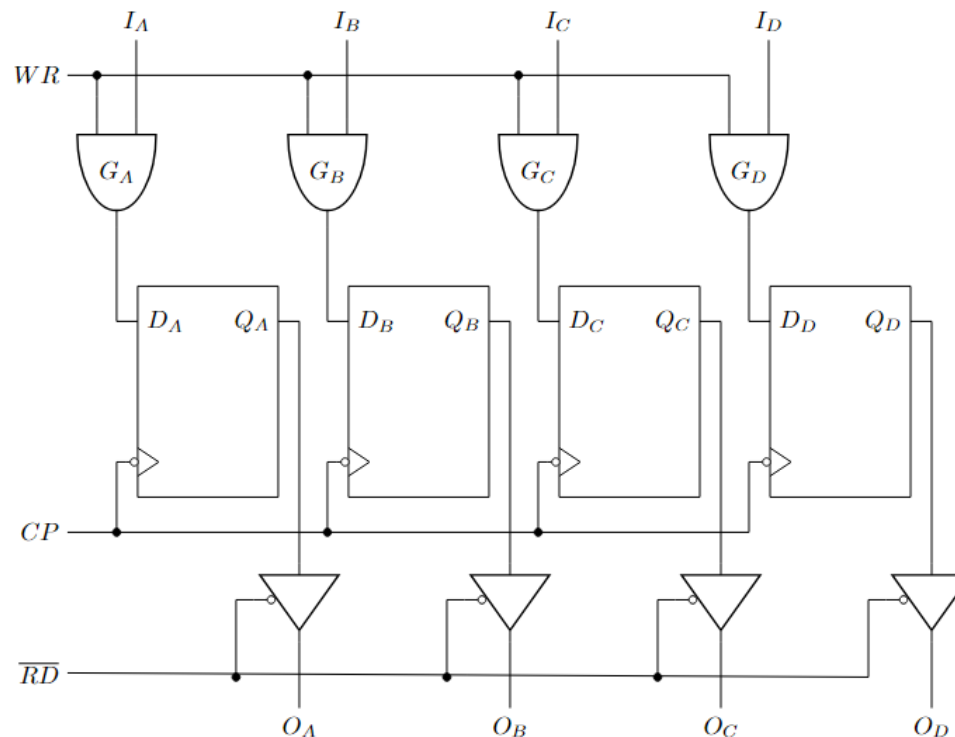 I_A I_B I_C I_D
WR
G_A G_B G_C G_D
D_A Q_A D_B Q_B D_C Q_C D_D Q_D
CP
\overline{RD}
O_A O_B O_C O_D